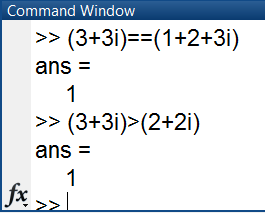 Command Window
>> (3+3i)==(1+2+3i)
ans =
1
>> (3+3i)>(2+2i)
ans =
1
fx >>